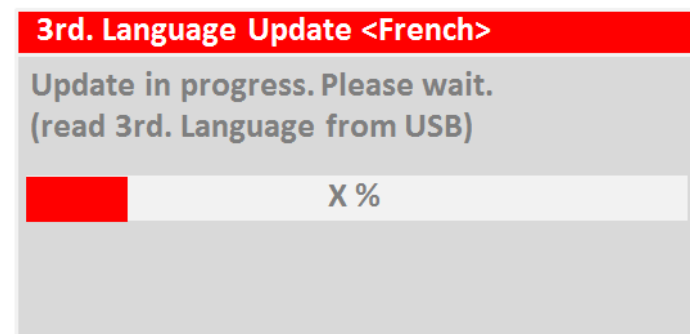 3rd. Language Update <French>
Update in progress. Please wait.
(read 3rd. Language from USB)
X %